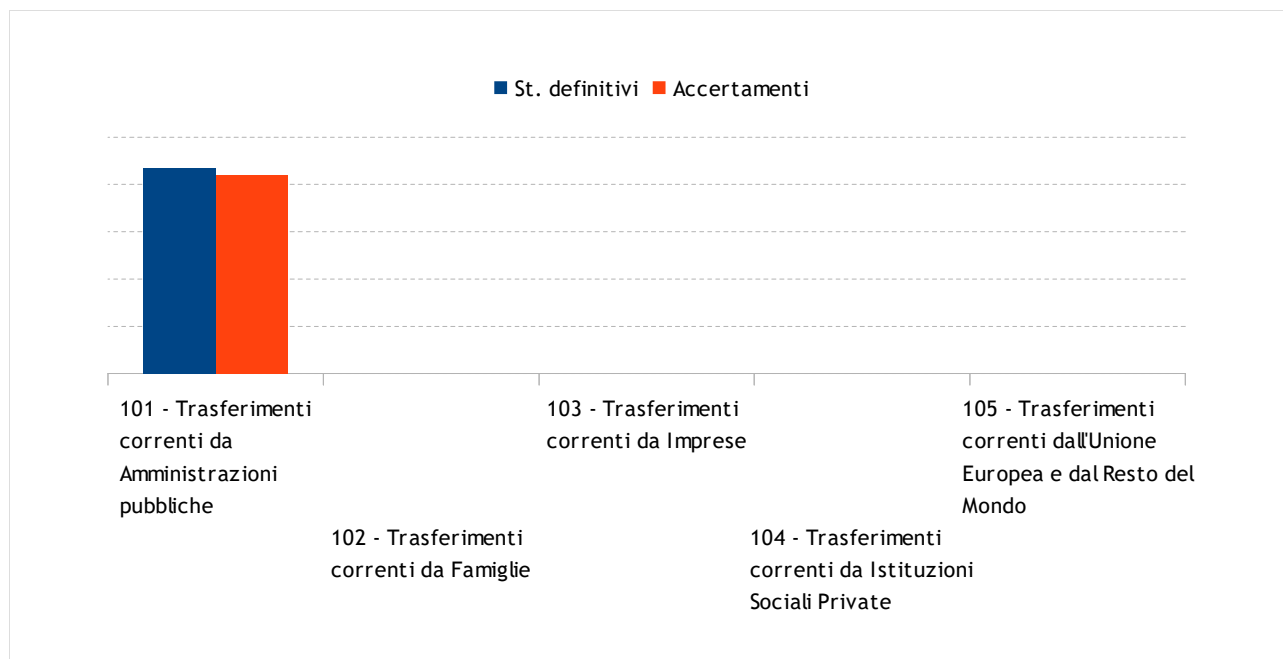 St. definitivi Accertamenti
101 - Trasferimenti
correnti da
Amministrazioni
pubbliche
102 - Trasferimenti
correnti da Famiglie
103 - Trasferimenti
correnti da Imprese
104 - Trasferimenti
correnti da Istituzioni
Sociali Private
105 - Trasferimenti
correnti dall'Unione
Europea e dal Resto del
Mondo